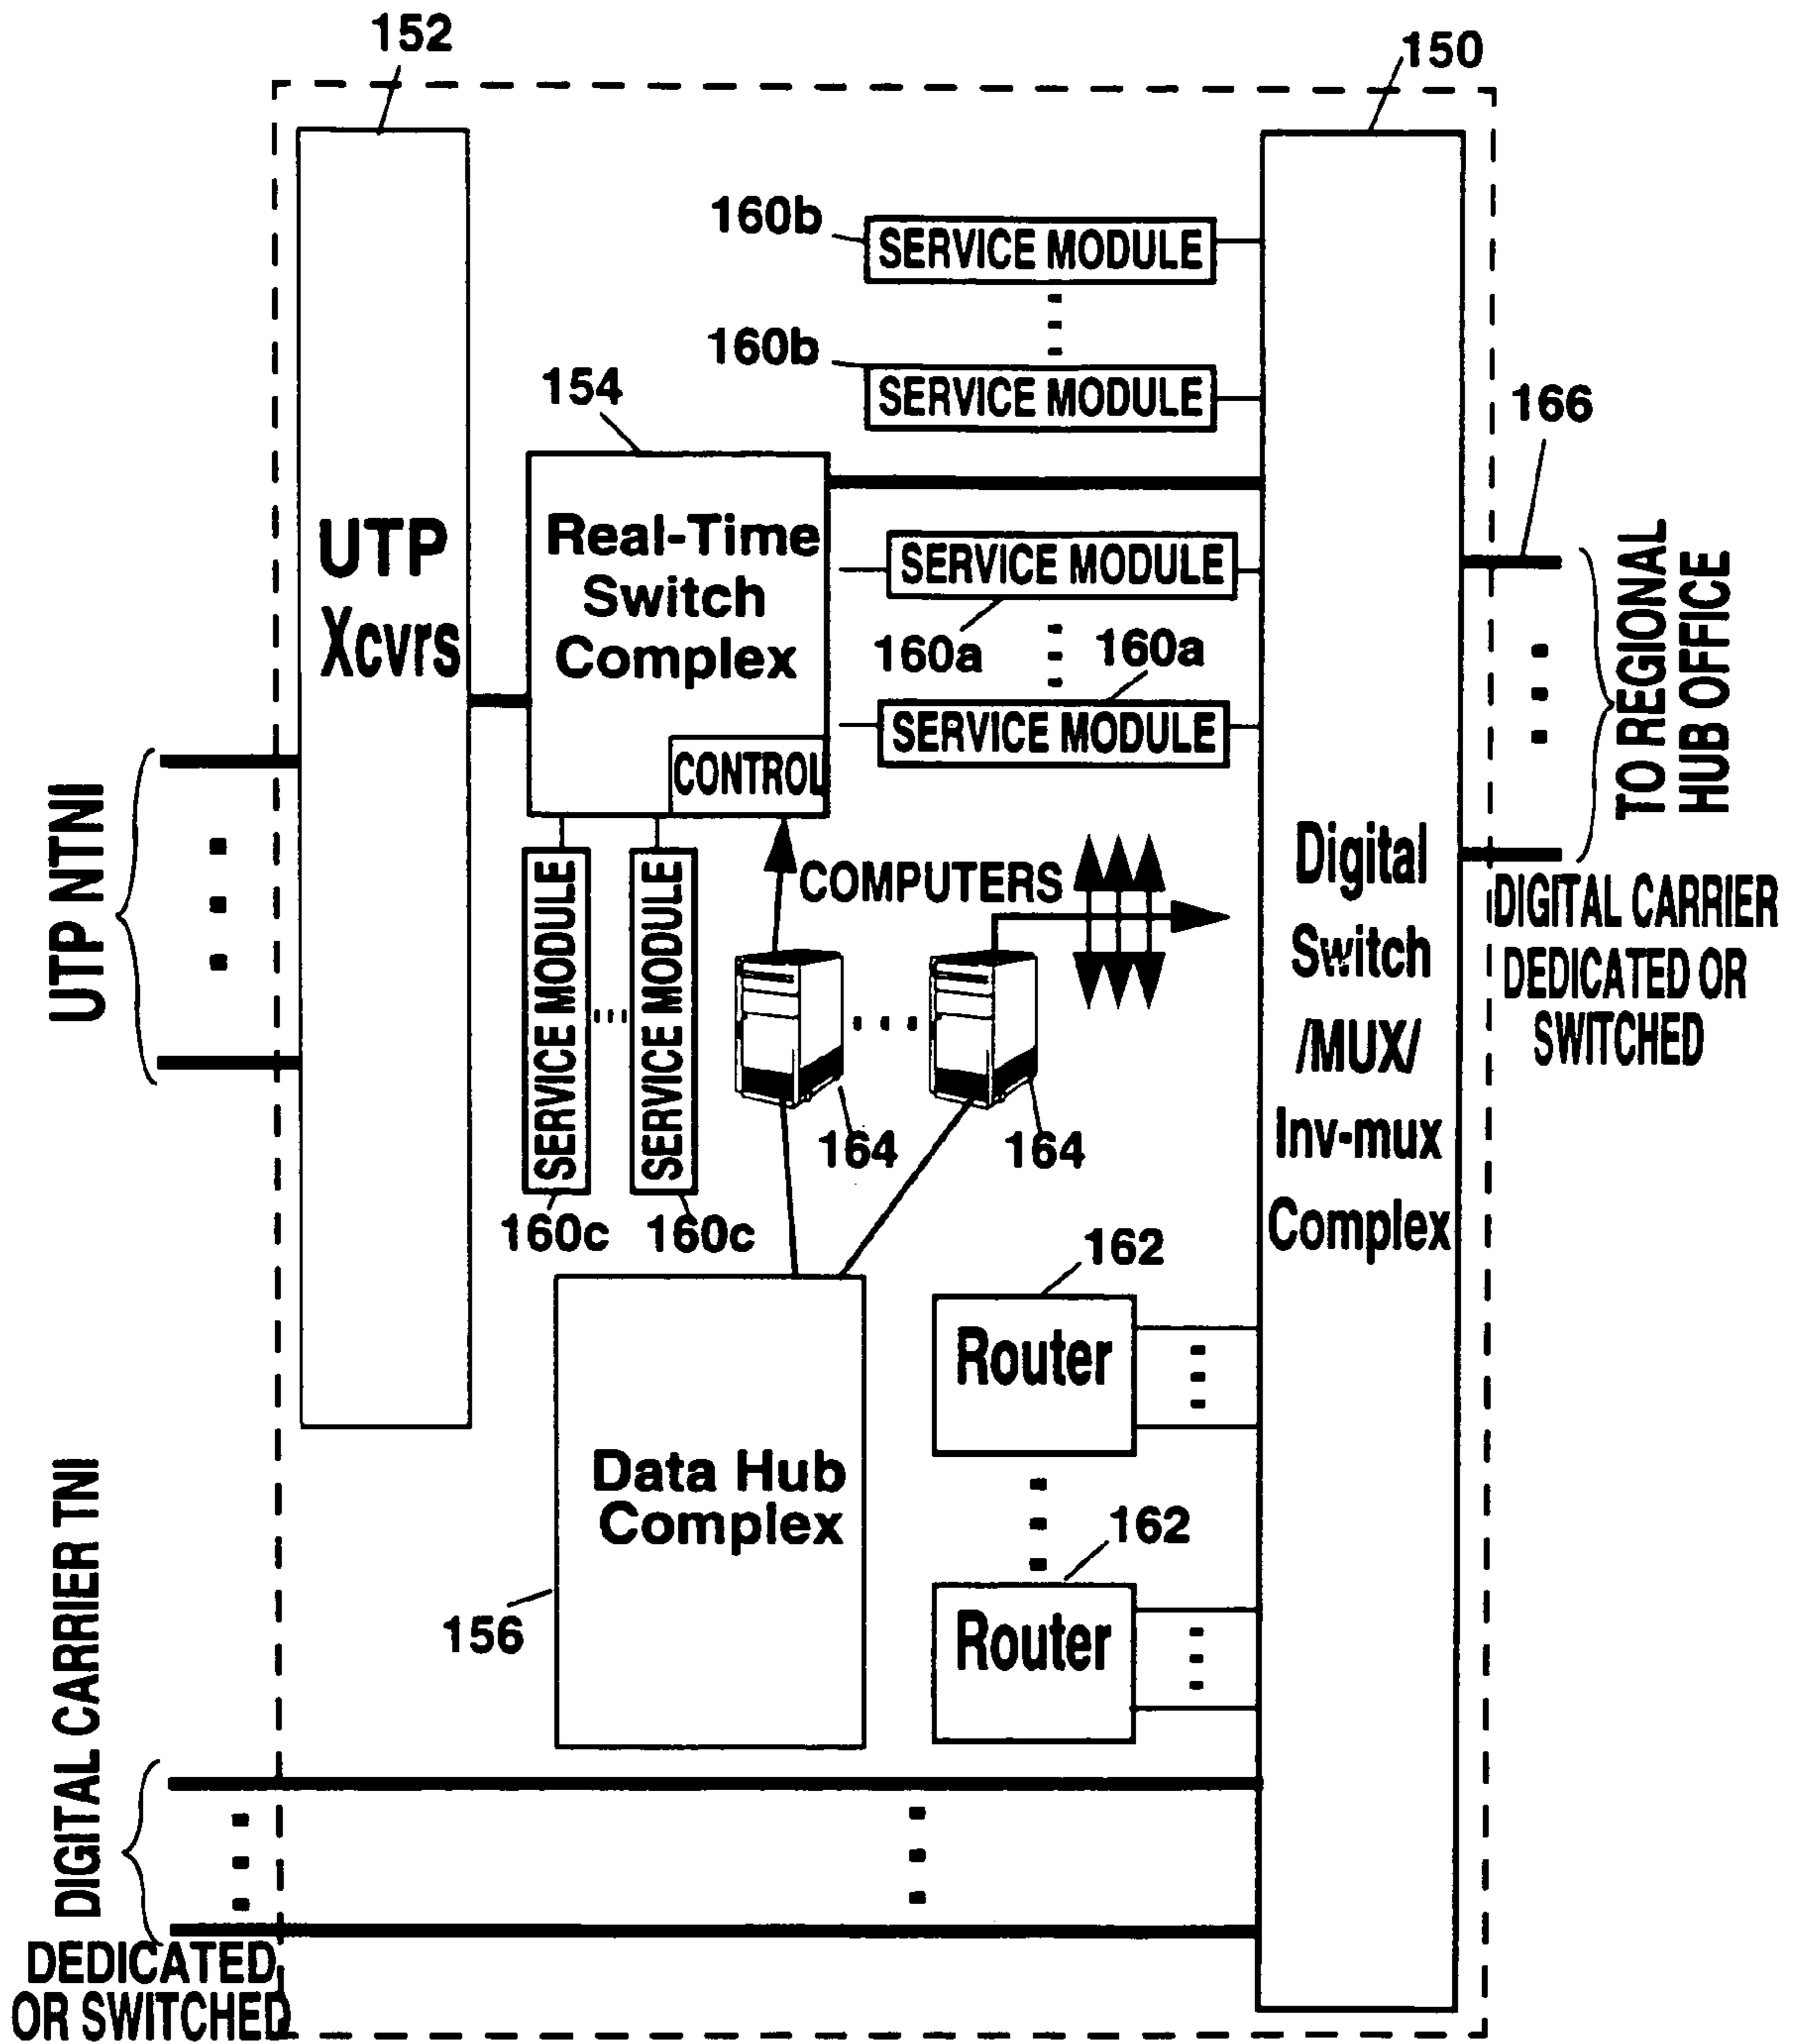 152
150
160b
SERVICE MODULE
160b
SERVICE MODULE
154
166
UTP
Xcvrs
Real-Time
Switch
Complex
CONTROL
SERVICE MODULE
160a
160a
SERVICE MODULE
TO REGIONAL
HUB OFFICE
UTP NTNI
COMPUTERS
SERVICE MODULE
SERVICE MODULE
160c
160c
164
164
Digital
Switch
/MUX/
Inv-mux
Complex
DIGITAL CARRIER
DEDICATED OR
SWITCHED
162
Router
Data Hub
Complex
156
162
Router
DIGITAL CARRIER TNI
DEDICATED
OR SWITCHED